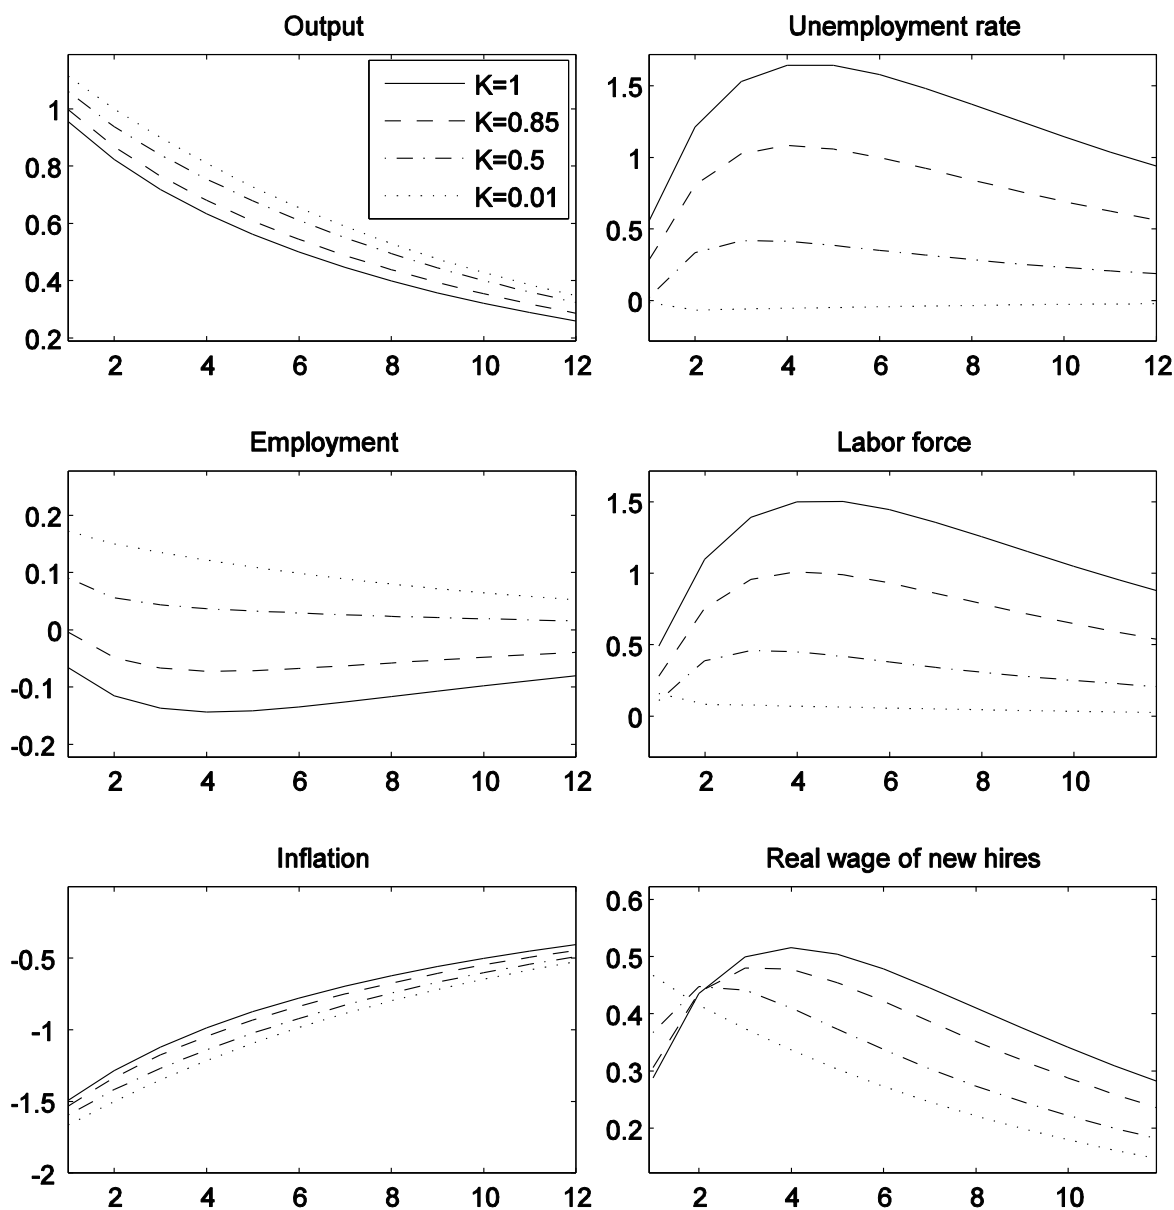 Output
K=1
K=0.85
K=0.5
K=0.01
1
0.8
0.6
0.4
0.2
2 4 6 8 10 12
Unemployment rate
1.5
1
0.5
0
2 4 6 8 10 12
Employment
0.2
0.1
0
-0.1
-0.2
2 4 6 8 10 12
Labor force
1.5
1
0.5
0
2 4 6 8 10
Inflation
-0.5
-1
-1.5
-2
2 4 6 8 10 12
Real wage of new hires
0.6
0.5
0.4
0.3
0.2
2 4 6 8 10